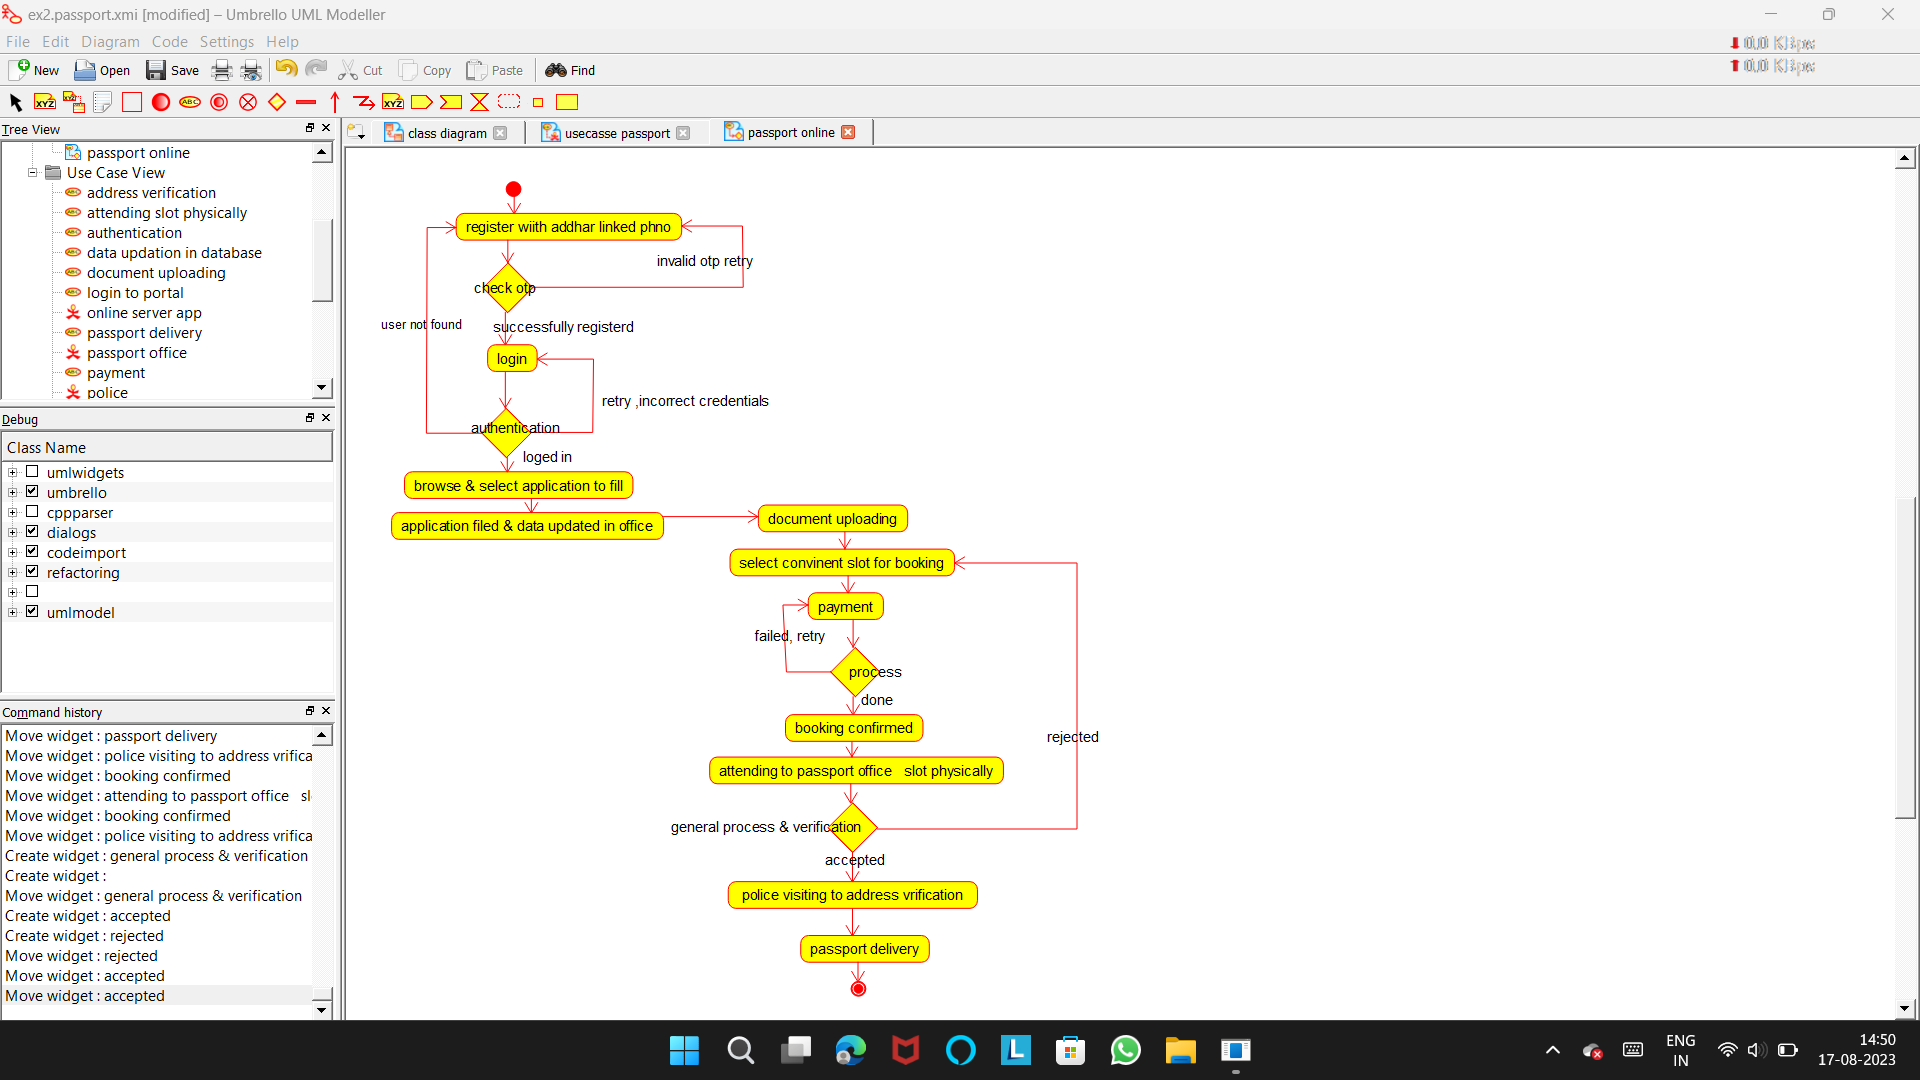 ex2.passport.xmi [modified] – Umbrello UML Modeller
File Edit Diagram Code Settings Help
0.0 KBps
0.0 KBps
New Open Save Cut Copy Paste Find
XYZ ABC XYZ
Tree View
class diagram usecasse passport passport online
passport online
Use Case View
address verification
attending slot physically
authentication
data updation in database
document uploading
login to portal
online server app
passport delivery
passport office
payment
police
Debug
Class Name
umlwidgets
umbrello
cppparser
dialogs
codeimport
refactoring
umlmodel
Command history
Move widget : passport delivery
Move widget : police visiting to address vrifica
Move widget : booking confirmed
Move widget : attending to passport office sl
Move widget : booking confirmed
Move widget : police visiting to address vrifica
Create widget : general process & verification
Create widget :
Move widget : general process & verification
Create widget : accepted
Create widget : rejected
Move widget : rejected
Move widget : accepted
Move widget : accepted
register wiith addhar linked phno
invalid otp retry
check otp
user not found
successfully registerd
login
retry ,incorrect credentials
authentication
loged in
browse & select application to fill
application filed & data updated in office
document uploading
select convinent slot for booking
payment
failed, retry
process
done
booking confirmed
rejected
attending to passport office slot physically
general process & verification
accepted
police visiting to address vrification
passport delivery
L
ENG
IN
14:50
17-08-2023